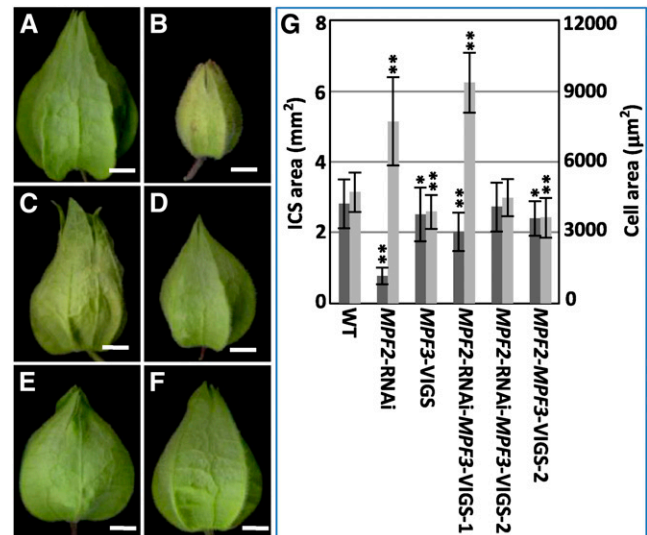 A
B
C
D
E
F
G
ICS area (mm²)
8
6
4
2
0
**
**
*
**
**
**
*
**
12000
9000
6000
3000
0
Cell area (µm²)
WT
MPF2-RNAi
MPF3-VIGS
MPF2-RNAi-MPF3-VIGS-1
MPF2-RNAi-MPF3-VIGS-2
MPF2-MPF3-VIGS-2